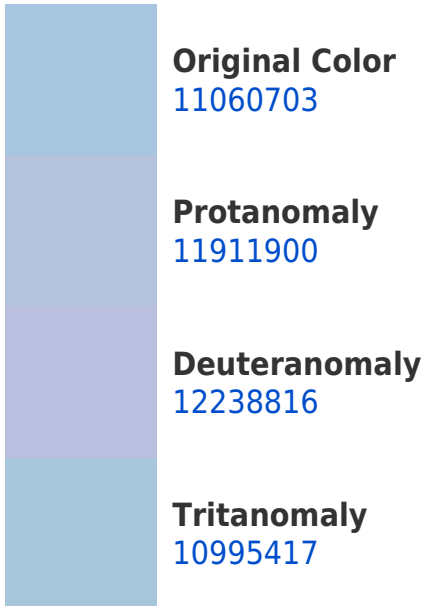 Original Color
11060703
Protanomaly
11911900
Deuteranomaly
12238816
Tritanomaly
10995417